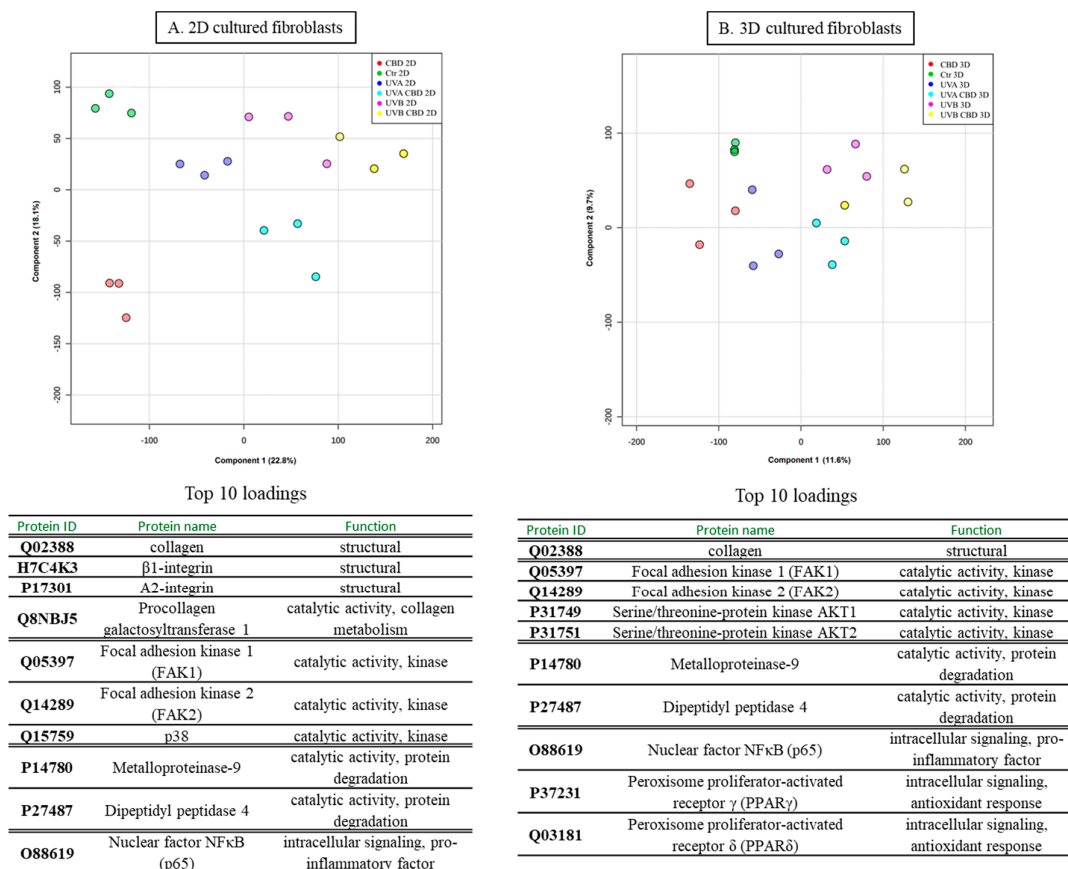 A. 2D cultured fibroblasts
CBD 2D
Ctr 2D
UVA 2D
UVA CBD 2D
UVB 2D
UVB CBD 2D
Component 2 (18.1%)
100
50
0
-50
-100
-150
-200
-100
0
100
200
Component 1 (22.8%)
Top 10 loadings
Protein ID Protein name Function
Q02388 collagen structural
H7C4K3 β1-integrin structural
P17301 A2-integrin structural
Q8NBJ5 Procollagen galactosyltransferase 1 catalytic activity, collagen metabolism
Q05397 Focal adhesion kinase 1 (FAK1) catalytic activity, kinase
Q14289 Focal adhesion kinase 2 (FAK2) catalytic activity, kinase
Q15759 p38 catalytic activity, kinase
P14780 Metalloproteinase-9 catalytic activity, protein degradation
P27487 Dipeptidyl peptidase 4 catalytic activity, protein degradation
O88619 Nuclear factor NFκB (p65) intracellular signaling, pro-inflammatory factor
B. 3D cultured fibroblasts
CBD 3D
Ctr 3D
UVA 3D
UVA CBD 3D
UVB 3D
UVB CBD 3D
Component 2 (9.7%)
100
0
-100
-200
-200
-100
0
100
200
Component 1 (11.6%)
Top 10 loadings
Protein ID Protein name Function
Q02388 collagen structural
Q05397 Focal adhesion kinase 1 (FAK1) catalytic activity, kinase
Q14289 Focal adhesion kinase 2 (FAK2) catalytic activity, kinase
P31749 Serine/threonine-protein kinase AKT1 catalytic activity, kinase
P31751 Serine/threonine-protein kinase AKT2 catalytic activity, kinase
P14780 Metalloproteinase-9 catalytic activity, protein degradation
P27487 Dipeptidyl peptidase 4 catalytic activity, protein degradation
O88619 Nuclear factor NFκB (p65) intracellular signaling, pro-inflammatory factor
P37231 Peroxisome proliferator-activated receptor γ (PPARγ) intracellular signaling, antioxidant response
Q03181 Peroxisome proliferator-activated receptor δ (PPARδ) intracellular signaling, antioxidant response